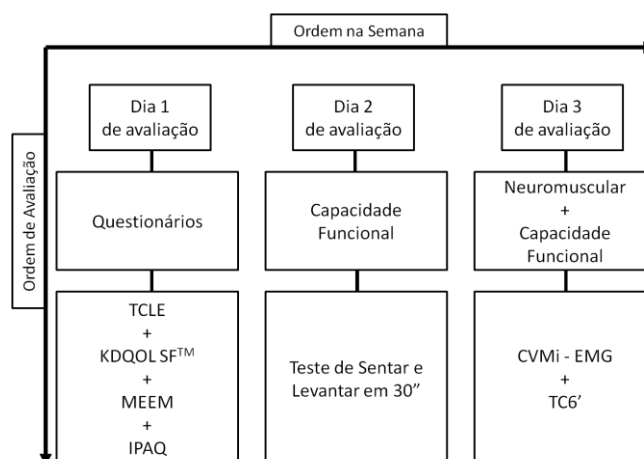 Ordem na Semana
Ordem de Avaliação
Dia 1
de avaliação
Dia 2
de avaliação
Dia 3
de avaliação
Questionários
Capacidade
Funcional
Neuromuscular
+
Capacidade
Funcional
TCLE
+
KDQOL SF™
+
MEEM
+
IPAQ
Teste de Sentar e
Levantar em 30”
CVMi - EMG
+
TC6’